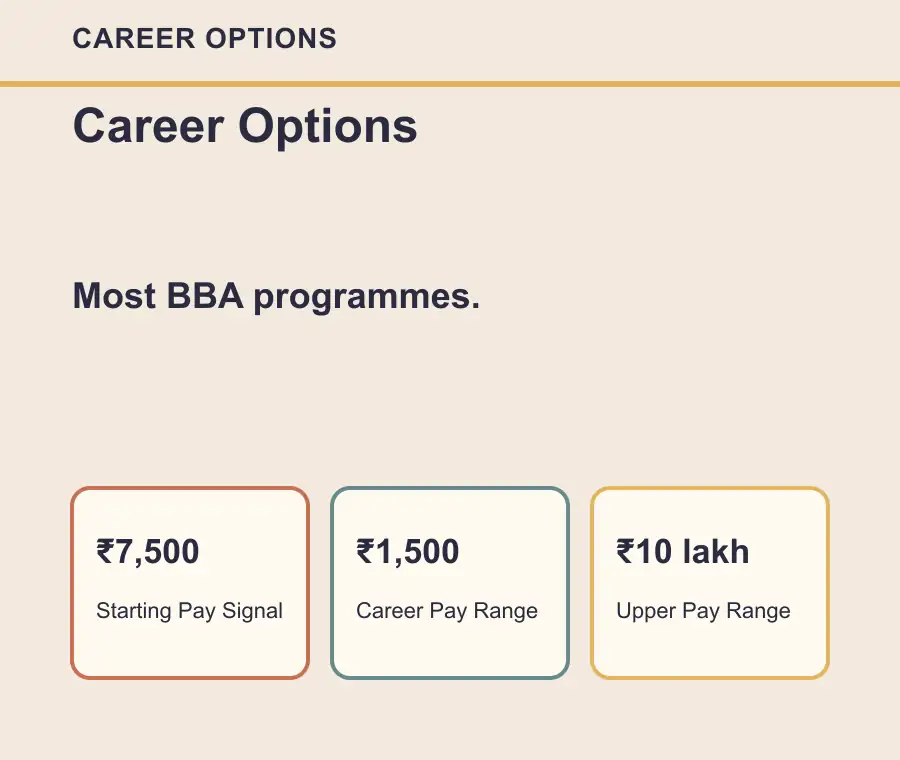 CAREER OPTIONS
Career Options
Most BBA programmes.
₹7,500
Starting Pay Signal
₹1,500
Career Pay Range
₹10 lakh
Upper Pay Range